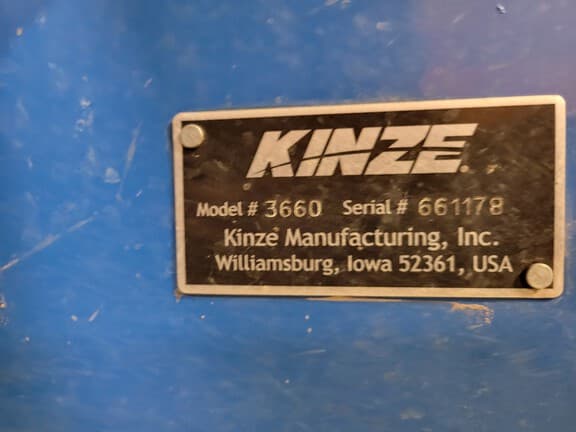 KINZE
Model # 3660 Serial # 661178
Kinze Manufacturing, Inc.
Williamsburg, Iowa 52361, USA